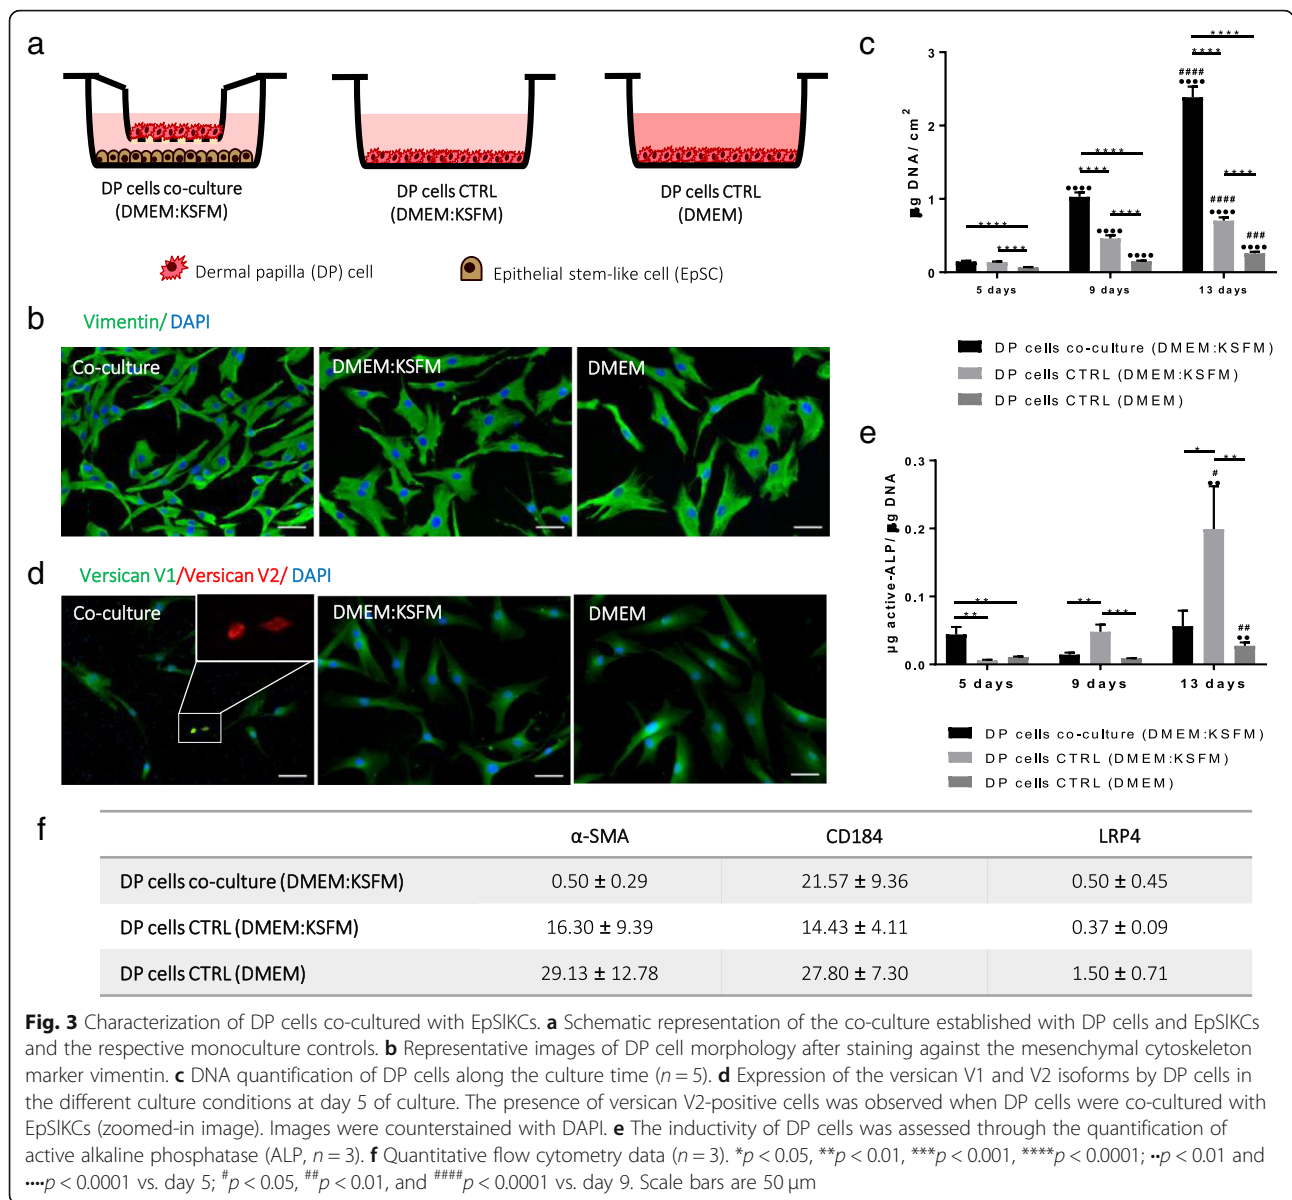 a
DP cells co-culture
(DMEM:KSFM)
DP cells CTRL
(DMEM:KSFM)
DP cells CTRL
(DMEM)
Dermal papilla (DP) cell
Epithelial stem-like cell (EpSC)
b
Vimentin/ DAPI
Co-culture
DMEM:KSFM
DMEM
c
µg DNA/ cm²
3
2
1
0
****
****
****
****
****
****
****
****
****
####
••••
####
••••
###
••••
••••
••••
••••
5 days
9 days
13 days
DP cells co-culture (DMEM:KSFM)
DP cells CTRL (DMEM:KSFM)
DP cells CTRL (DMEM)
d
Versican V1/Versican V2/ DAPI
Co-culture
DMEM:KSFM
DMEM
e
µg active-ALP/ µg DNA
0.3
0.2
0.1
0.0
**
**
**
***
*
**
#
••
##
••
5 days
9 days
13 days
DP cells co-culture (DMEM:KSFM)
DP cells CTRL (DMEM:KSFM)
DP cells CTRL (DMEM)
f
α-SMA CD184 LRP4
DP cells co-culture (DMEM:KSFM) 0.50 ± 0.29 21.57 ± 9.36 0.50 ± 0.45
DP cells CTRL (DMEM:KSFM) 16.30 ± 9.39 14.43 ± 4.11 0.37 ± 0.09
DP cells CTRL (DMEM) 29.13 ± 12.78 27.80 ± 7.30 1.50 ± 0.71
Fig. 3 Characterization of DP cells co-cultured with EpSlKCs. a Schematic representation of the co-culture established with DP cells and EpSlKCs
and the respective monoculture controls. b Representative images of DP cell morphology after staining against the mesenchymal cytoskeleton
marker vimentin. c DNA quantification of DP cells along the culture time (n = 5). d Expression of the versican V1 and V2 isoforms by DP cells in
the different culture conditions at day 5 of culture. The presence of versican V2-positive cells was observed when DP cells were co-cultured with
EpSlKCs (zoomed-in image). Images were counterstained with DAPI. e The inductivity of DP cells was assessed through the quantification of
active alkaline phosphatase (ALP, n = 3). f Quantitative flow cytometry data (n = 3). *p < 0.05, **p < 0.01, ***p < 0.001, ****p < 0.0001; ••p < 0.01 and
••••p < 0.0001 vs. day 5; #p < 0.05, ##p < 0.01, and ####p < 0.0001 vs. day 9. Scale bars are 50 µm